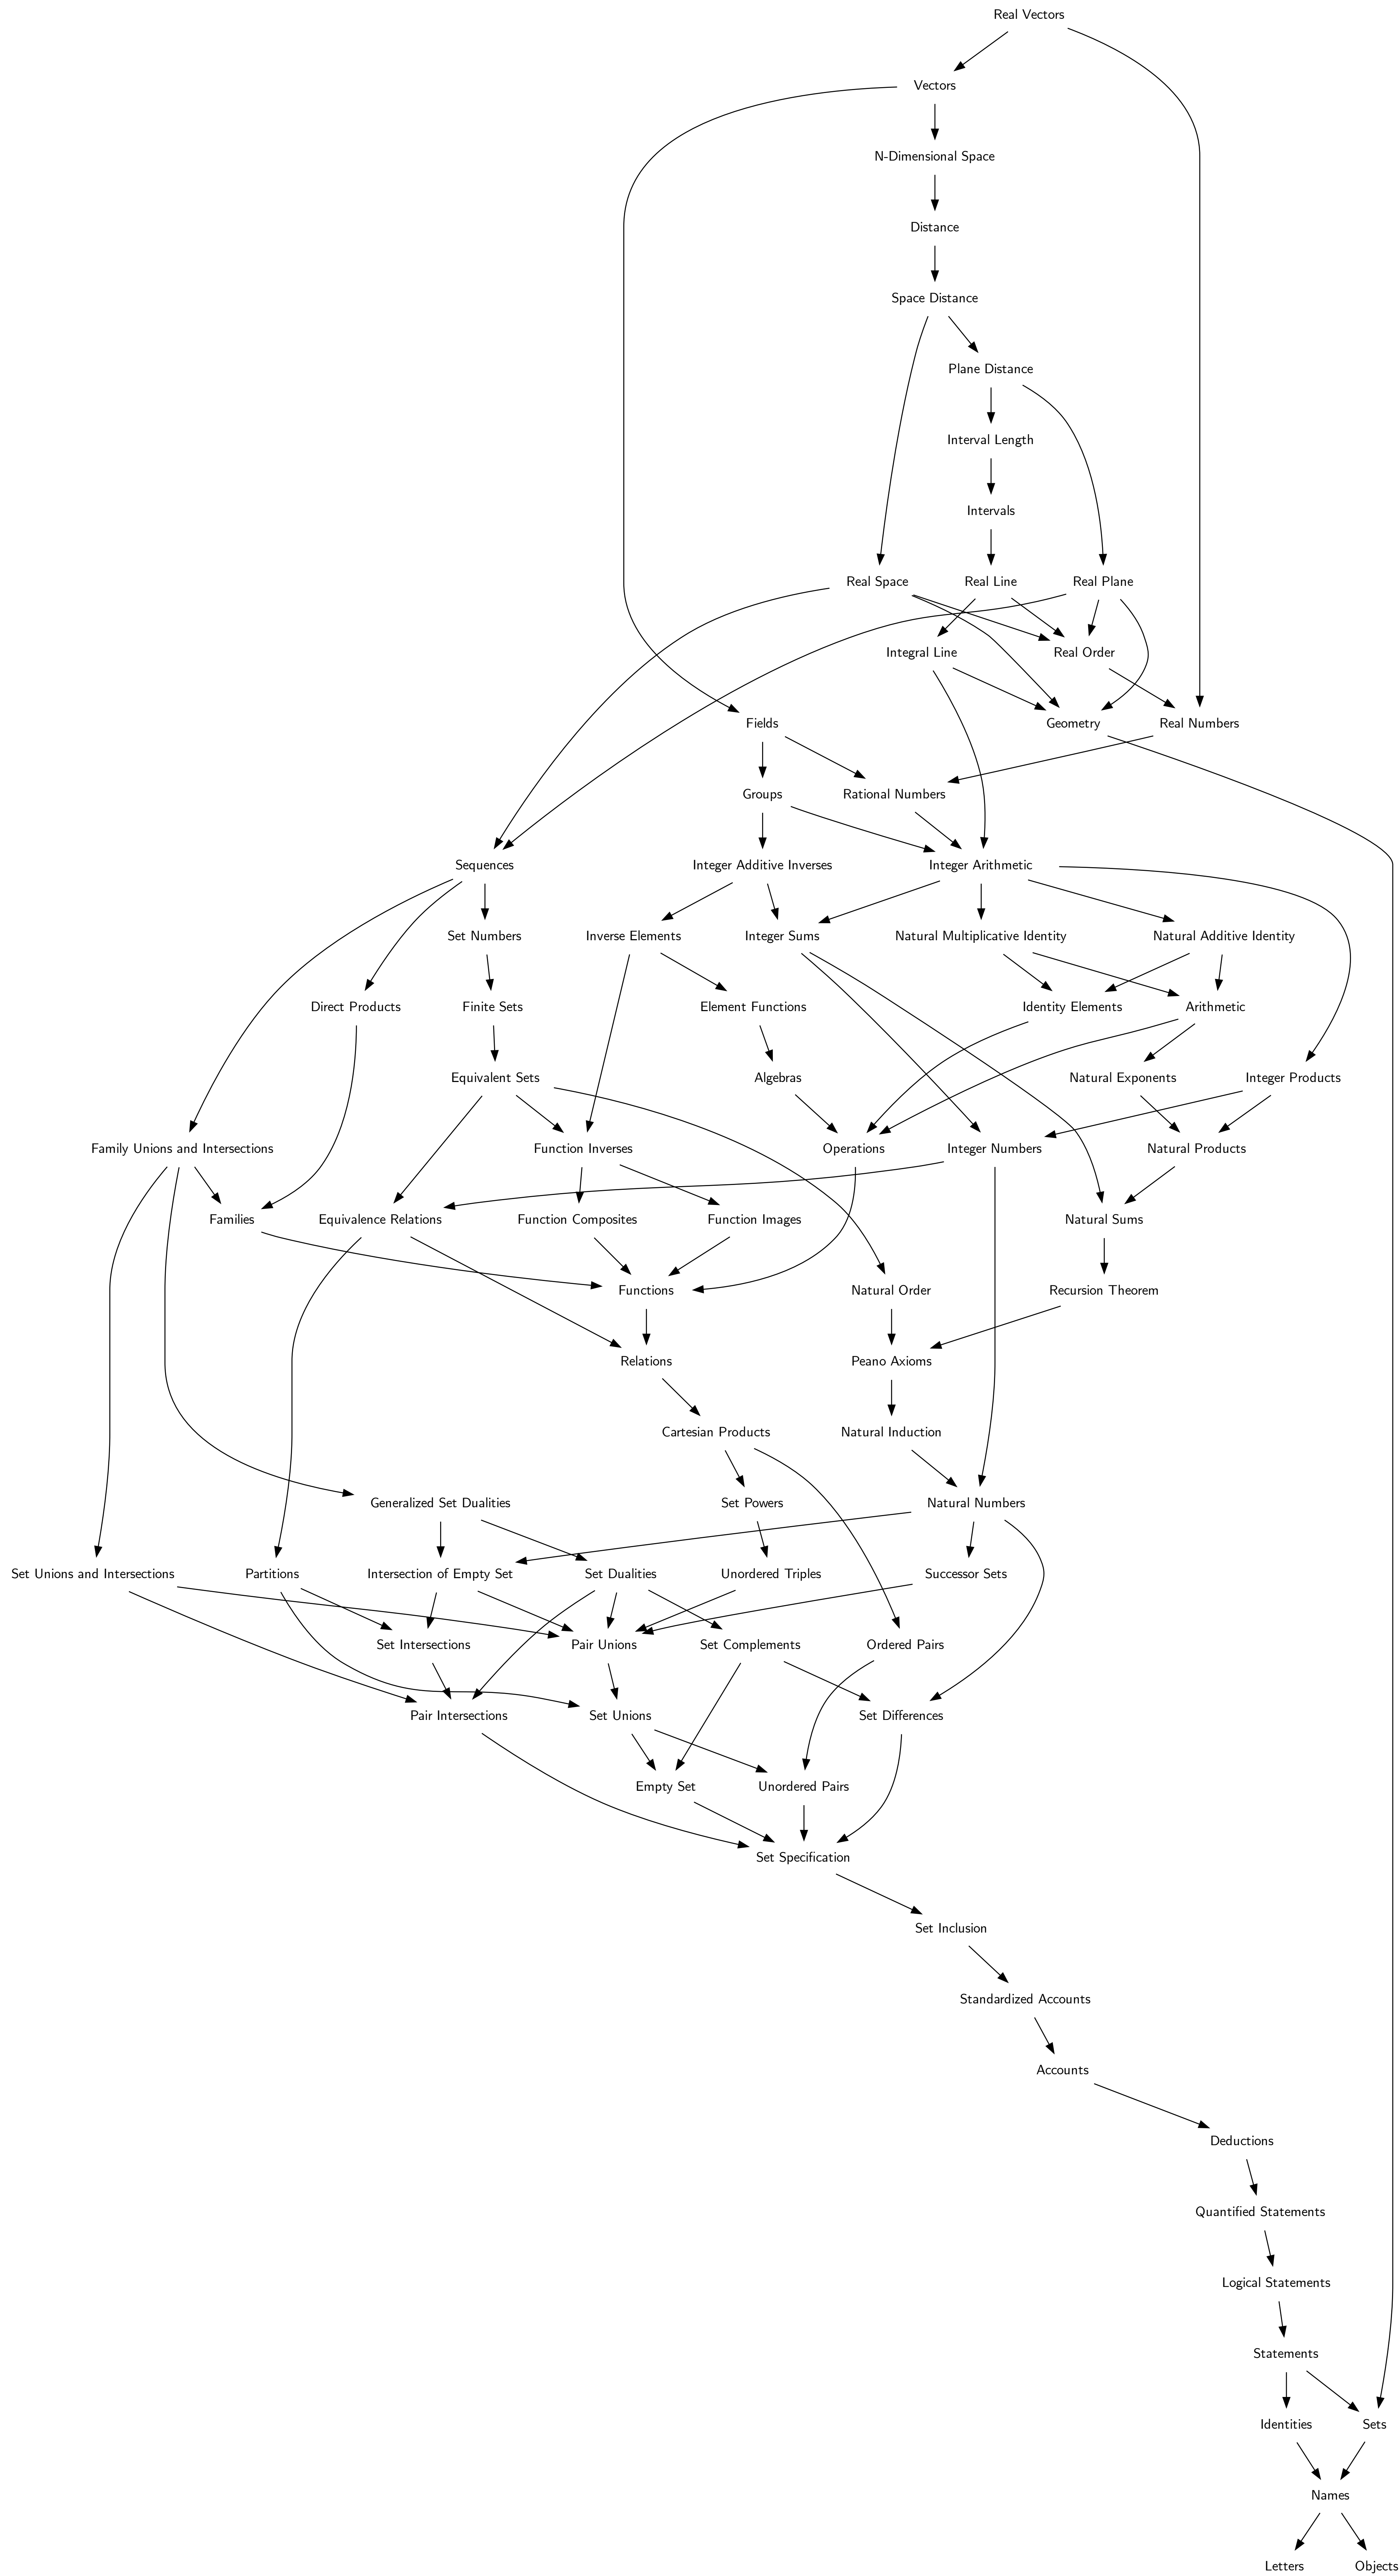 Real Vectors
Vectors
N-Dimensional Space
Distance
Space Distance
Plane Distance
Interval Length
Intervals
Real Space
Real Line
Real Plane
Integral Line
Real Order
Fields
Geometry
Real Numbers
Groups
Rational Numbers
Sequences
Integer Additive Inverses
Integer Arithmetic
Set Numbers
Inverse Elements
Integer Sums
Natural Multiplicative Identity
Natural Additive Identity
Direct Products
Finite Sets
Element Functions
Identity Elements
Arithmetic
Equivalent Sets
Algebras
Natural Exponents
Integer Products
Family Unions and Intersections
Function Inverses
Operations
Integer Numbers
Natural Products
Families
Equivalence Relations
Function Composites
Function Images
Natural Sums
Functions
Natural Order
Recursion Theorem
Relations
Peano Axioms
Cartesian Products
Natural Induction
Generalized Set Dualities
Set Powers
Natural Numbers
Set Unions and Intersections
Partitions
Intersection of Empty Set
Set Dualities
Unordered Triples
Successor Sets
Set Intersections
Pair Unions
Set Complements
Ordered Pairs
Pair Intersections
Set Unions
Set Differences
Empty Set
Unordered Pairs
Set Specification
Set Inclusion
Standardized Accounts
Accounts
Deductions
Quantified Statements
Logical Statements
Statements
Identities
Sets
Names
Letters
Objects